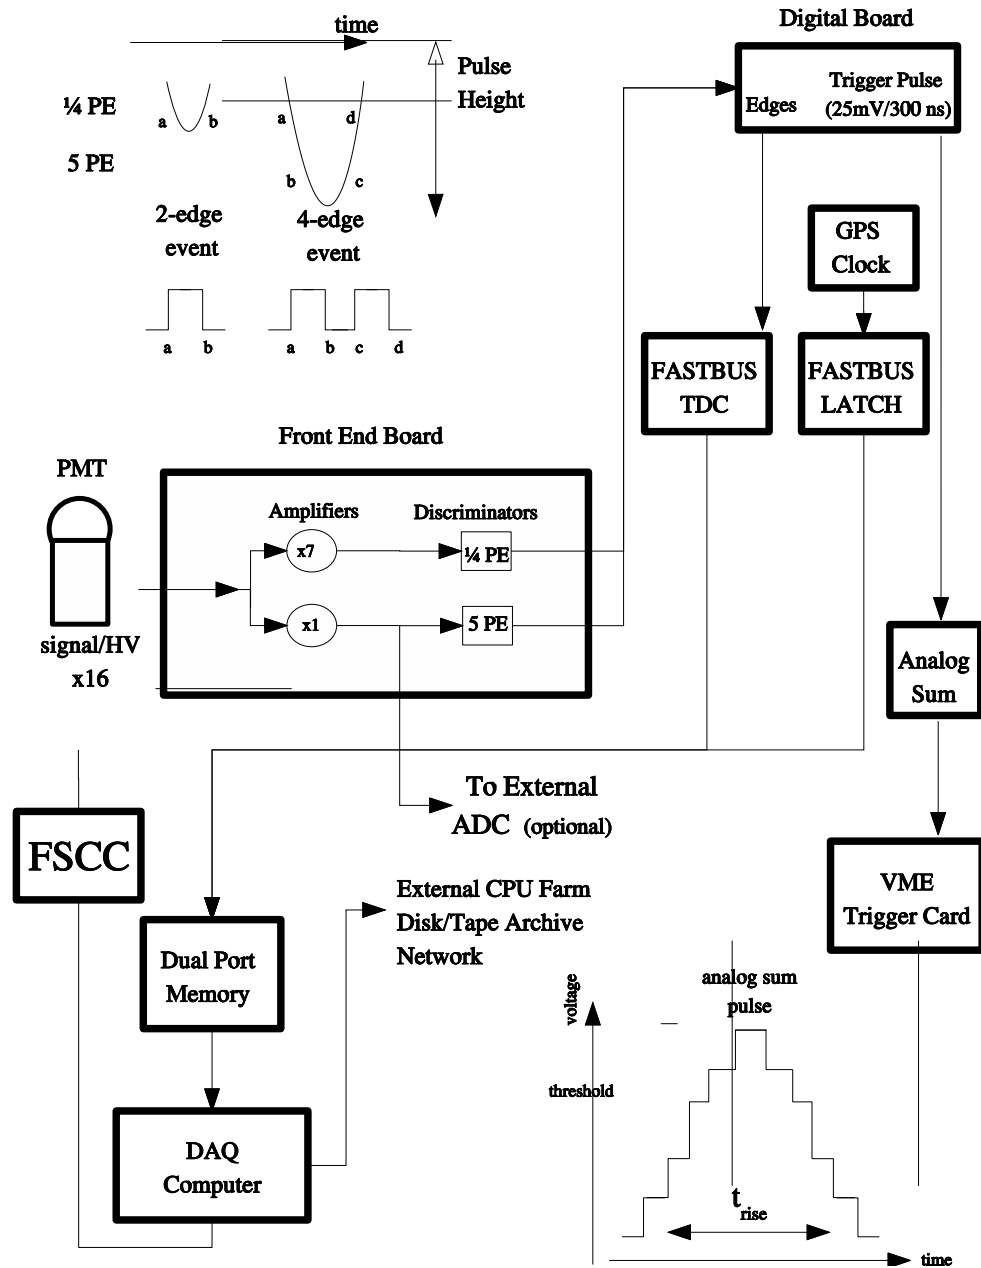 time
Digital Board
Pulse
Height
Trigger Pulse
Edges
(25mV/300 ns)
¼ PE
a
b
a
d
5 PE
b
c
2-edge
event
4-edge
event
GPS
Clock
a
b
a
b
c
d
FASTBUS
TDC
FASTBUS
LATCH
Front End Board
PMT
Amplifiers
Discriminators
x7
¼ PE
x1
5 PE
signal/HV
x16
Analog
Sum
To External
ADC (optional)
FSCC
VME
Trigger Card
External CPU Farm
Disk/Tape Archive
Network
Dual Port
Memory
analog sum
pulse
voltage
threshold
DAQ
Computer
t rise
time